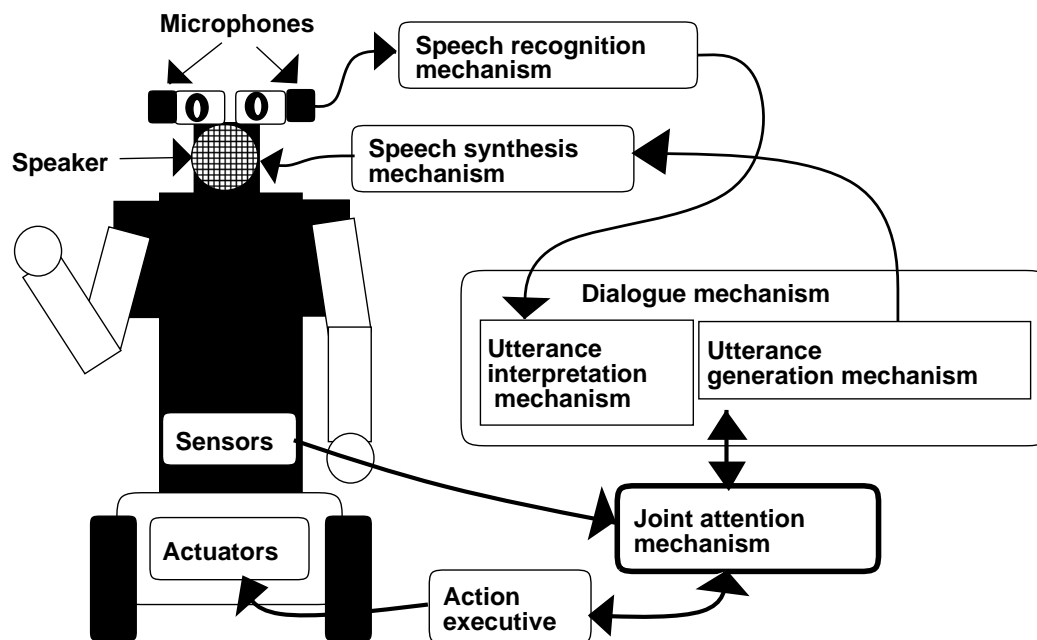 Microphones
Speech recognition
mechanism
Speaker
Speech synthesis
mechanism
Dialogue mechanism
Utterance
interpretation
mechanism
Utterance
generation mechanism
Sensors
Joint attention
mechanism
Actuators
Action
executive